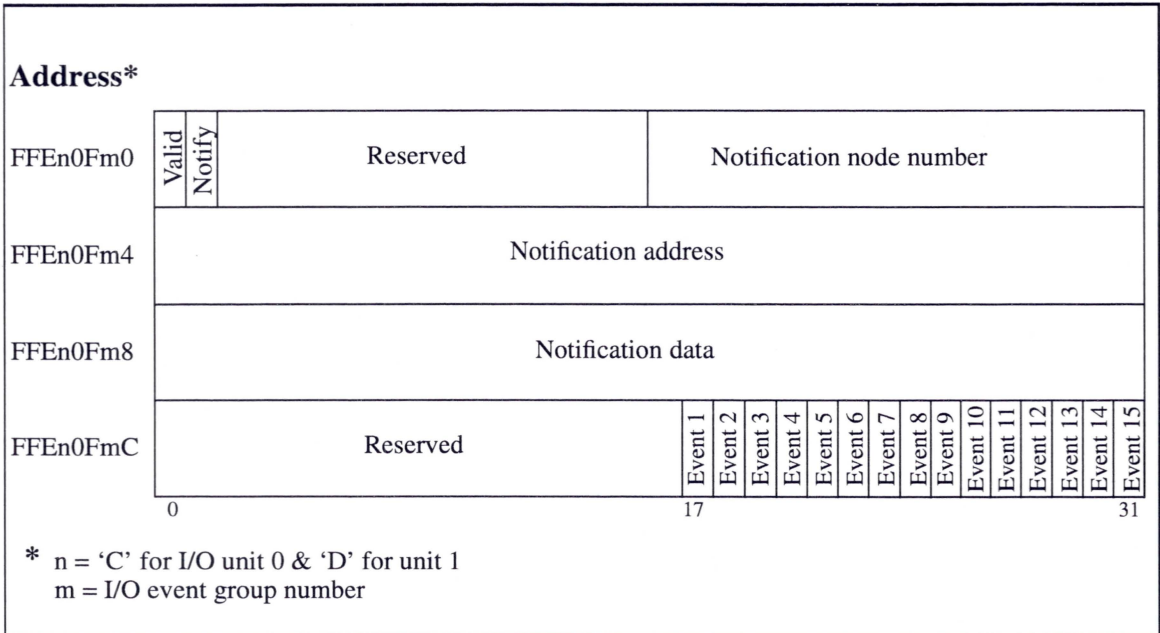 Address*
FFEn0Fm0 Valid Notify Reserved Notification node number
FFEn0Fm4 Notification address
FFEn0Fm8 Notification data
FFEn0FmC Reserved Event 1 Event 2 Event 3 Event 4 Event 5 Event 6 Event 7 Event 8 Event 9 Event 10 Event 11 Event 12 Event 13 Event 14 Event 15
0 17 31
* n = ‘C’ for I/O unit 0 & ‘D’ for unit 1
m = I/O event group number